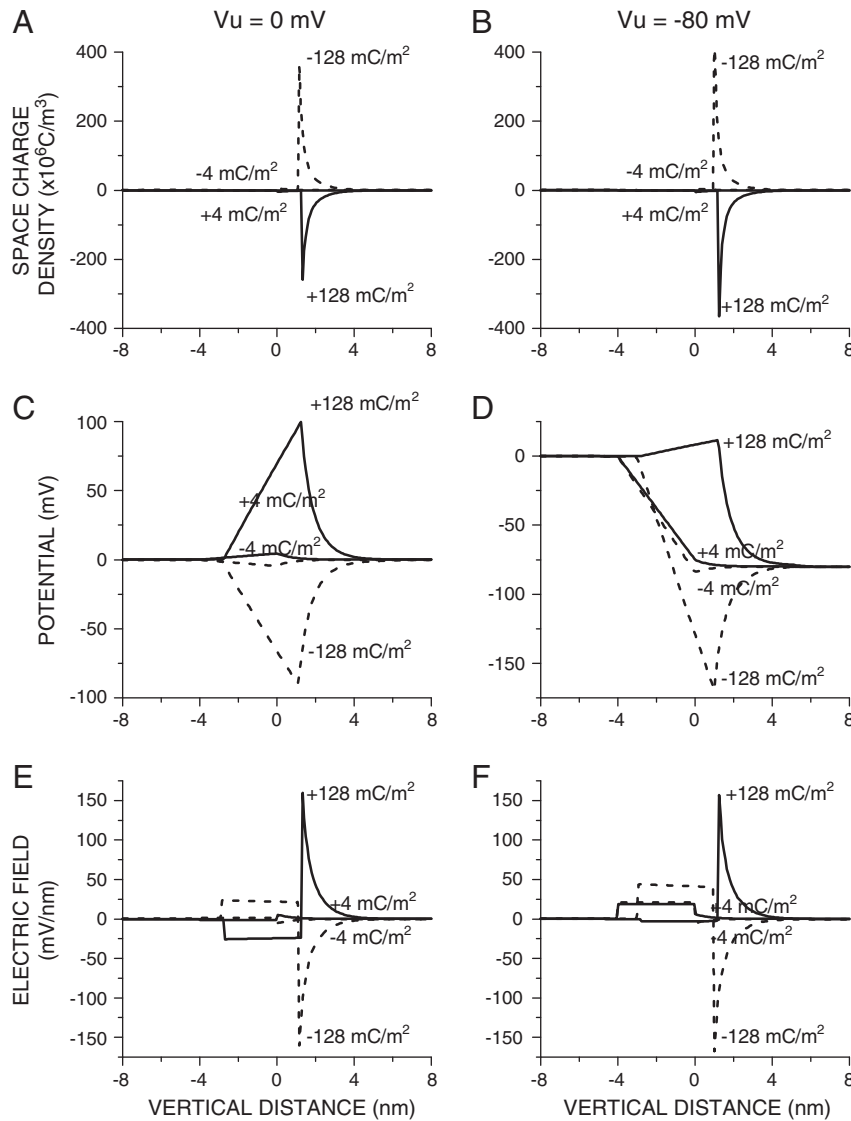 A
Vu = 0 mV
B
Vu = -80 mV
SPACE CHARGE
DENSITY (x10⁶C/m³)
400
200
0
-200
-400
-128 mC/m²
-4 mC/m²
+4 mC/m²
+128 mC/m²
-8 -4 0 4 8
400
200
0
-200
-400
-128 mC/m²
-4 mC/m²
+4 mC/m²
+128 mC/m²
-8 -4 0 4 8
C
POTENTIAL (mV)
100
50
0
-50
-100
+128 mC/m²
+4 mC/m²
-4 mC/m²
-128 mC/m²
-8 -4 0 4 8
D
0
-50
-100
-150
-175
+128 mC/m²
+4 mC/m²
-4 mC/m²
-128 mC/m²
-8 -4 0 4 8
E
ELECTRIC FIELD
(mV/nm)
150
100
50
0
-50
-100
-150
+128 mC/m²
+4 mC/m²
-4 mC/m²
-128 mC/m²
-8 -4 0 4 8
VERTICAL DISTANCE (nm)
F
150
100
50
0
-50
-100
-150
+128 mC/m²
+4 mC/m²
-4 mC/m²
-128 mC/m²
-8 -4 0 4 8
VERTICAL DISTANCE (nm)